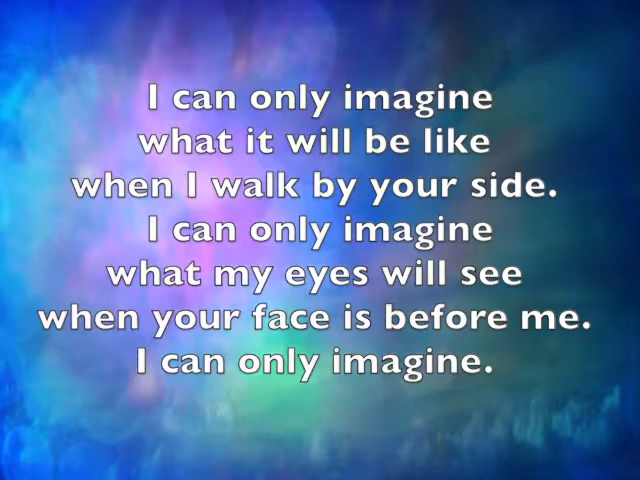 I can only imagine
what it will be like
when I walk by your side.
I can only imagine
what my eyes will see
when your face is before me.
I can only imagine.